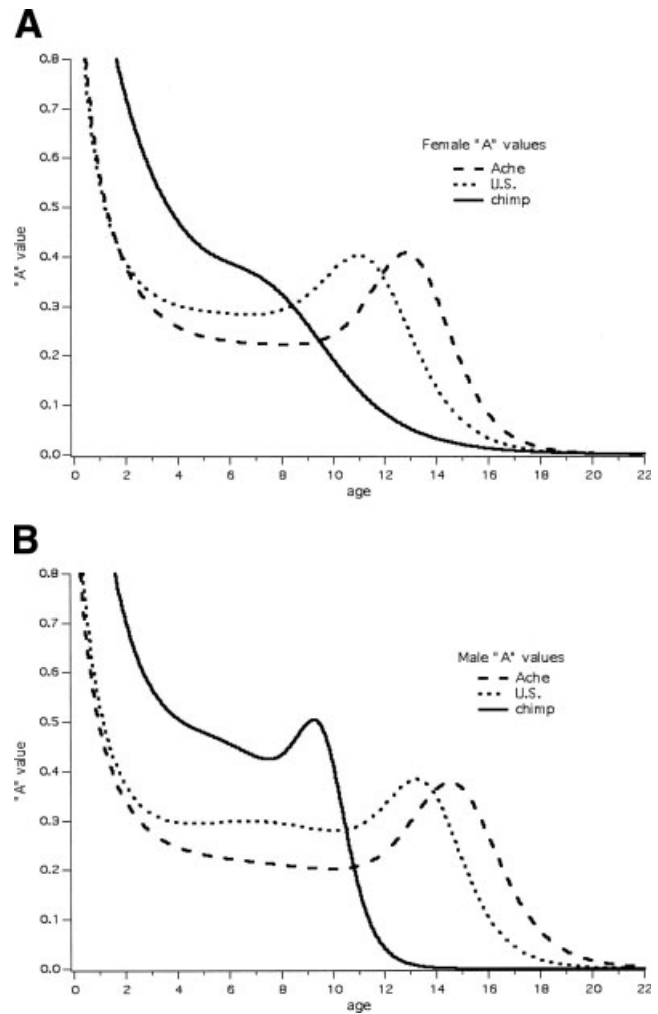 A
0.8
0.7
0.6
0.5
0.4
0.3
0.2
0.1
0.0
"A" value
Female "A" values
Ache
U.S.
chimp
0 2 4 6 8 10 12 14 16 18 20 22
age
B
0.8
0.7
0.6
0.5
0.4
0.3
0.2
0.1
0.0
"A" value
Male "A" values
Ache
U.S.
chimp
0 2 4 6 8 10 12 14 16 18 20 22
age